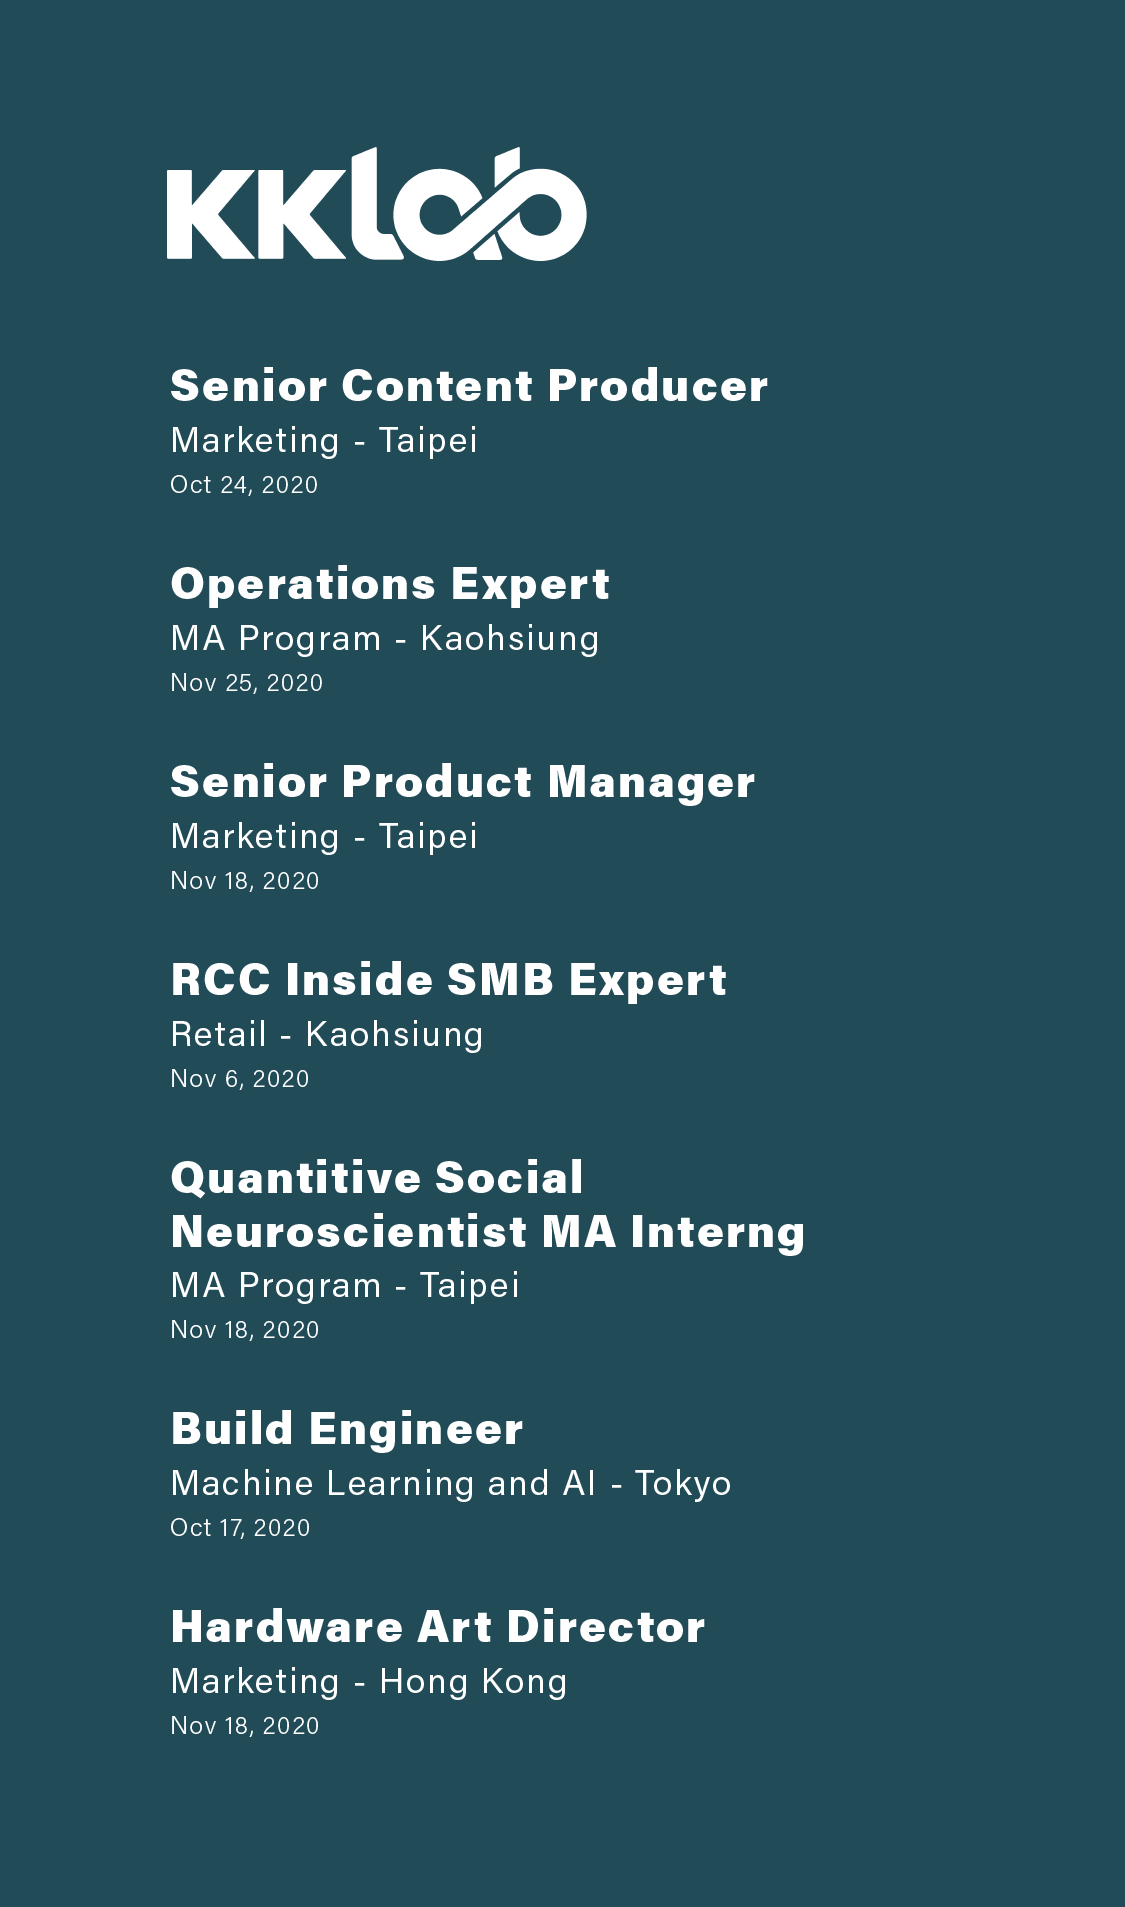 KKLab
Senior Content Producer
Marketing - Taipei
Oct 24, 2020
Operations Expert
MA Program - Kaohsiung
Nov 25, 2020
Senior Product Manager
Marketing - Taipei
Nov 18, 2020
RCC Inside SMB Expert
Retail - Kaohsiung
Nov 6, 2020
Quantitive Social
Neuroscientist MA Interng
MA Program - Taipei
Nov 18, 2020
Build Engineer
Machine Learning and AI - Tokyo
Oct 17, 2020
Hardware Art Director
Marketing - Hong Kong
Nov 18, 2020